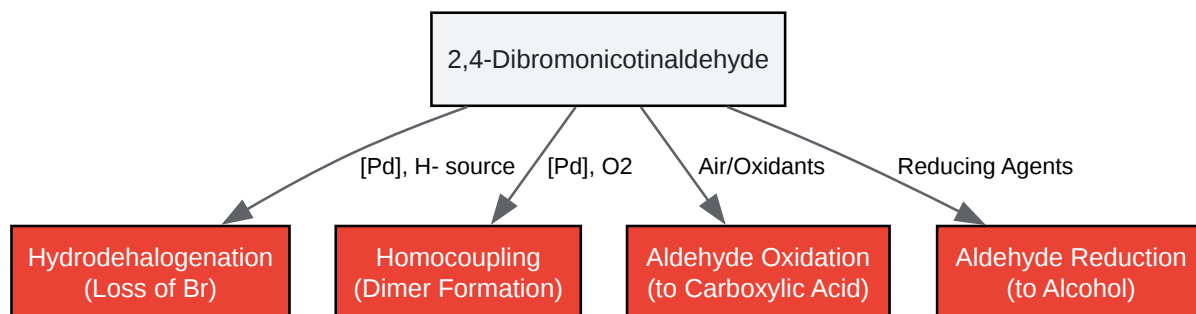 2,4-Dibromonicotinaldehyde
[Pd], H- source
[Pd], O2
Air/Oxidants
Reducing Agents
Hydrodehalogenation
(Loss of Br)
Homocoupling
(Dimer Formation)
Aldehyde Oxidation
(to Carboxylic Acid)
Aldehyde Reduction
(to Alcohol)